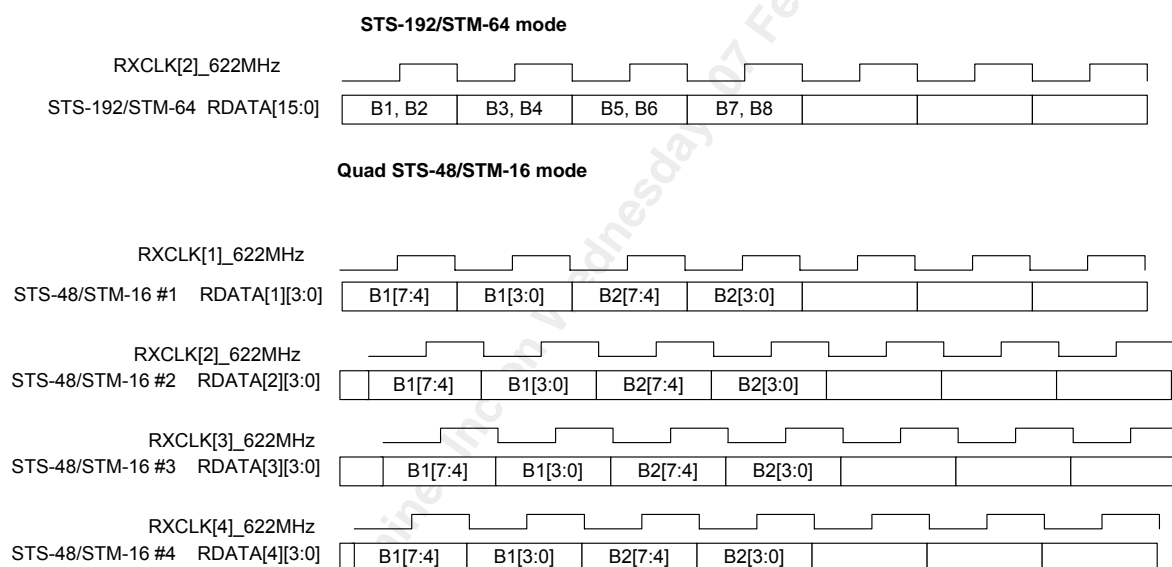 STS-192/STM-64 mode
RXCLK[2]_622MHz
STS-192/STM-64 RDATA[15:0] B1, B2 B3, B4 B5, B6 B7, B8
Quad STS-48/STM-16 mode
RXCLK[1]_622MHz
STS-48/STM-16 #1 RDATA[1][3:0] B1[7:4] B1[3:0] B2[7:4] B2[3:0]
RXCLK[2]_622MHz
STS-48/STM-16 #2 RDATA[2][3:0] B1[7:4] B1[3:0] B2[7:4] B2[3:0]
RXCLK[3]_622MHz
STS-48/STM-16 #3 RDATA[3][3:0] B1[7:4] B1[3:0] B2[7:4] B2[3:0]
RXCLK[4]_622MHz
STS-48/STM-16 #4 RDATA[4][3:0] B1[7:4] B1[3:0] B2[7:4] B2[3:0]
Inc on Wednesday, 07 Fe